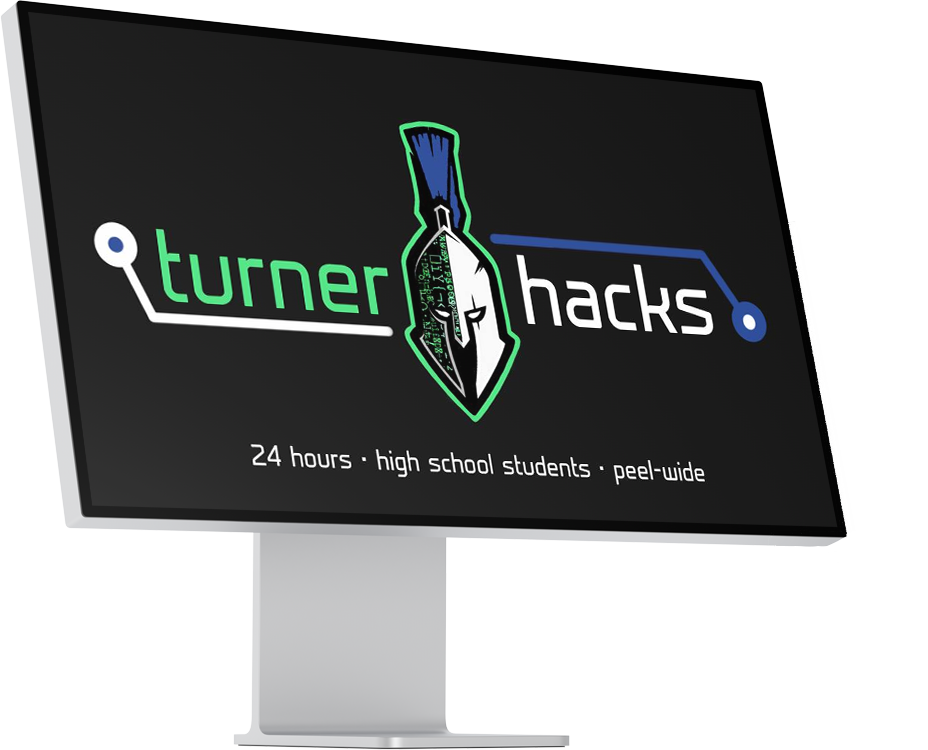 turner hacks
24 hours · high school students · peel-wide